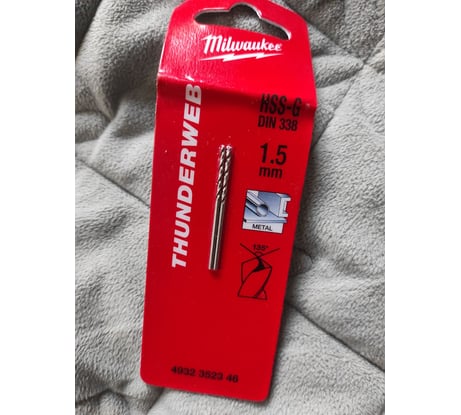 Milwaukee
THUNDERWEB
HSS-G
DIN 338
1.5
mm
METAL
135°
4932 3523 46